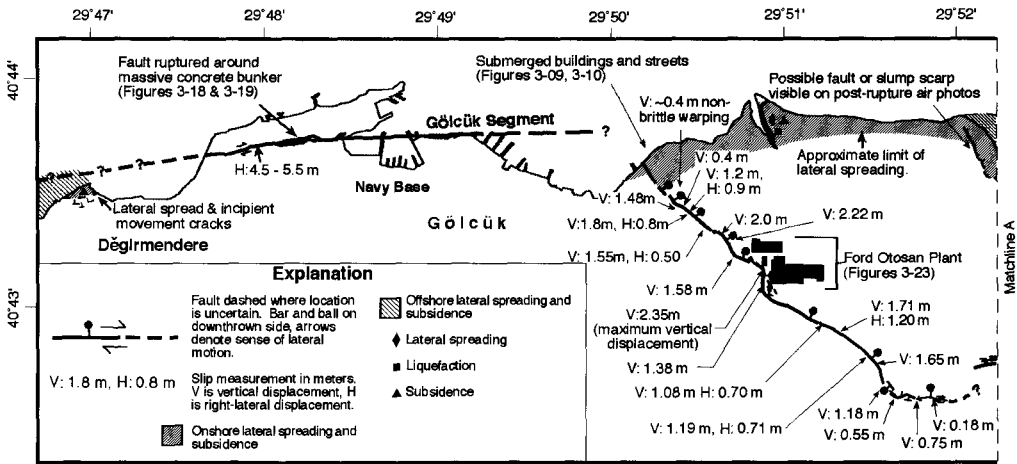 29°47' 29°48' 29°49' 29°50' 29°51' 29°52'
40°44'
40°43'
Fault ruptured around
massive concrete bunker
(Figures 3-18 & 3-19)
Submerged buildings and streets
(Figures 3-09, 3-10)
Possible fault or slump scarp
visible on post-rupture air photos
V: ~0.4 m non-
brittle warping
Gölcük Segment
?
?
?
?
H:4.5 - 5.5 m
Navy Base
Approximate limit of
lateral spreading.
V: 0.4 m
V: 1.2 m,
H: 0.9 m
V: 1.48m
V:1.8m, H:0.8m
V: 2.0 m
V: 2.22 m
Lateral spread & incipient
movement cracks
Değirmendere
Gölcük
V: 1.55m, H: 0.50
Ford Otosan Plant
(Figures 3-23)
V: 1.58 m
V:2.35m
(maximum vertical
displacement)
V: 1.38 m
V: 1.71
H: 1.20 m
V: 1.08 m H: 0.70 m
V: 1.65 m
V: 1.19 m, H: 0.71 m
V: 1.18 m
V: 0.55 m
V: 0.75 m
V: 0.18 m
?
Matchline A
Explanation
Fault dashed where location
is uncertain. Bar and ball on
downthrown side, arrows
denote sense of lateral
motion.
V: 1.8 m, H: 0.8 m
Slip measurement in meters.
V is vertical displacement, H
is right-lateral displacement.
Onshore lateral spreading and
subsidence
Offshore lateral spreading and
subsidence
Lateral spreading
Liquefaction
Subsidence